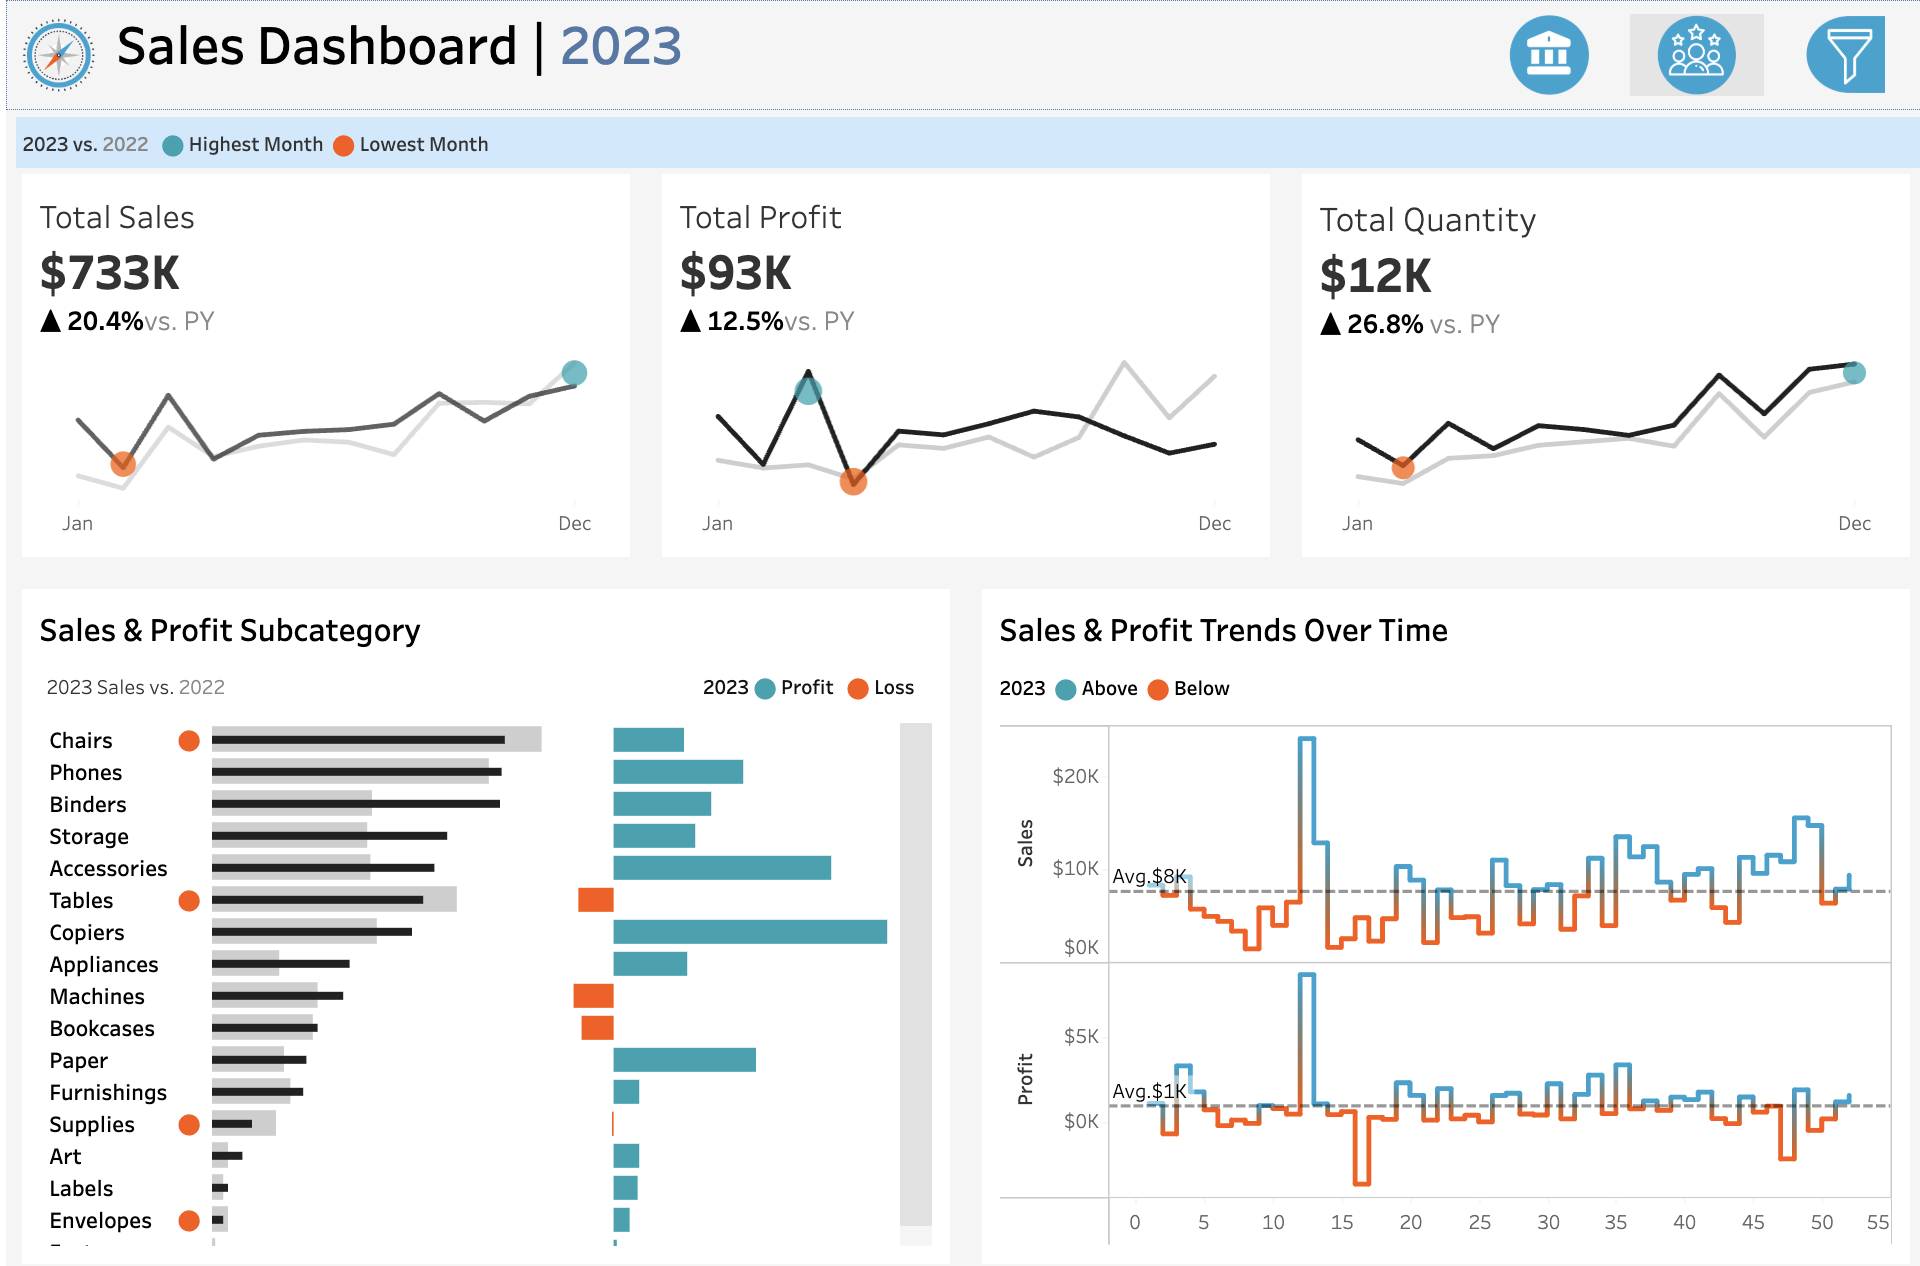 Sales Dashboard | 2023
2023 vs. 2022 Highest Month Lowest Month
Total Sales
$733K
▲ 20.4%vs. PY
Jan Dec
Total Profit
$93K
▲ 12.5%vs. PY
Jan Dec
Total Quantity
$12K
▲ 26.8% vs. PY
Jan Dec
Sales & Profit Subcategory
2023 Sales vs. 2022
2023 Profit Loss
Chairs
Phones
Binders
Storage
Accessories
Tables
Copiers
Appliances
Machines
Bookcases
Paper
Furnishings
Supplies
Art
Labels
Envelopes
Sales & Profit Trends Over Time
2023 Above Below
Sales
$20K
$10K
Avg.$8K
$0K
Profit
$5K
Avg.$1K
$0K
0 5 10 15 20 25 30 35 40 45 50 55